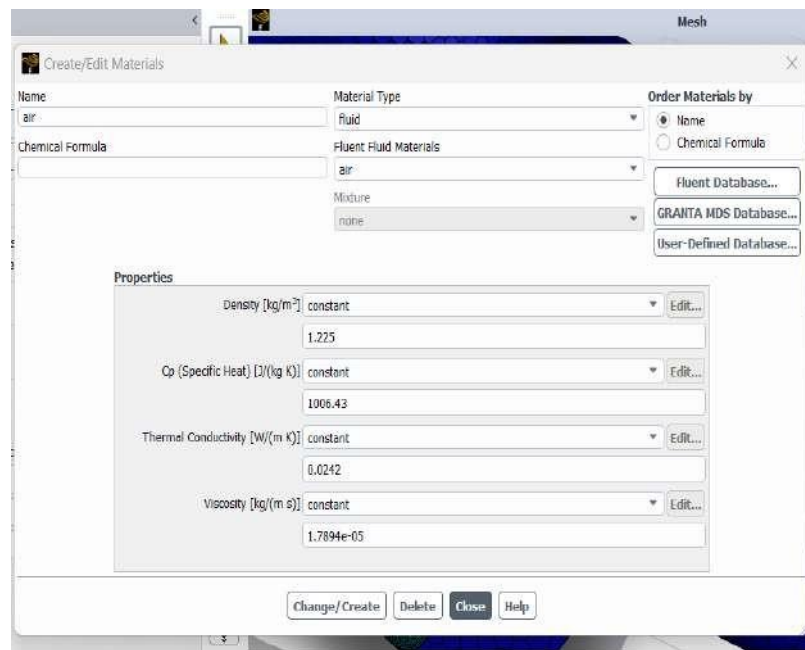 Mesh
Create/Edit Materials
Name
air
Material Type
fluid
Order Materials by
Name
Chemical Formula
Chemical Formula
Fluent Fluid Materials
air
Mixture
none
Fluent Database...
GRANTA MDS Database...
User-Defined Database...
Properties
Density [kg/m³] constant Edit...
1.225
Cp (Specific Heat) [J/(kg K)] constant Edit...
1006.43
Thermal Conductivity [W/(m K)] constant Edit...
0.0242
Viscosity [kg/(m s)] constant Edit...
1.7894e-05
Change/Create Delete Close Help